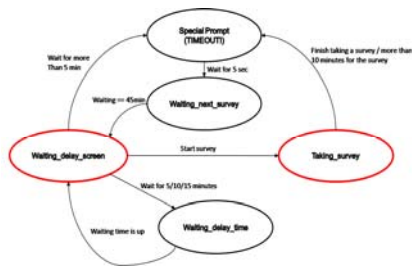 Special Prompt
(TIMEOUT!)
Wait for more
Than 5 min
Finish taking a survey / more than
10 minutes for the survey
Wait for 5 sec
Waiting == 45min
Waiting_next_survey
Waiting_delay_screen
Start survey
Taking_survey
Wait for 5/10/15 minutes
Waiting_delay_time
Waiting time is up